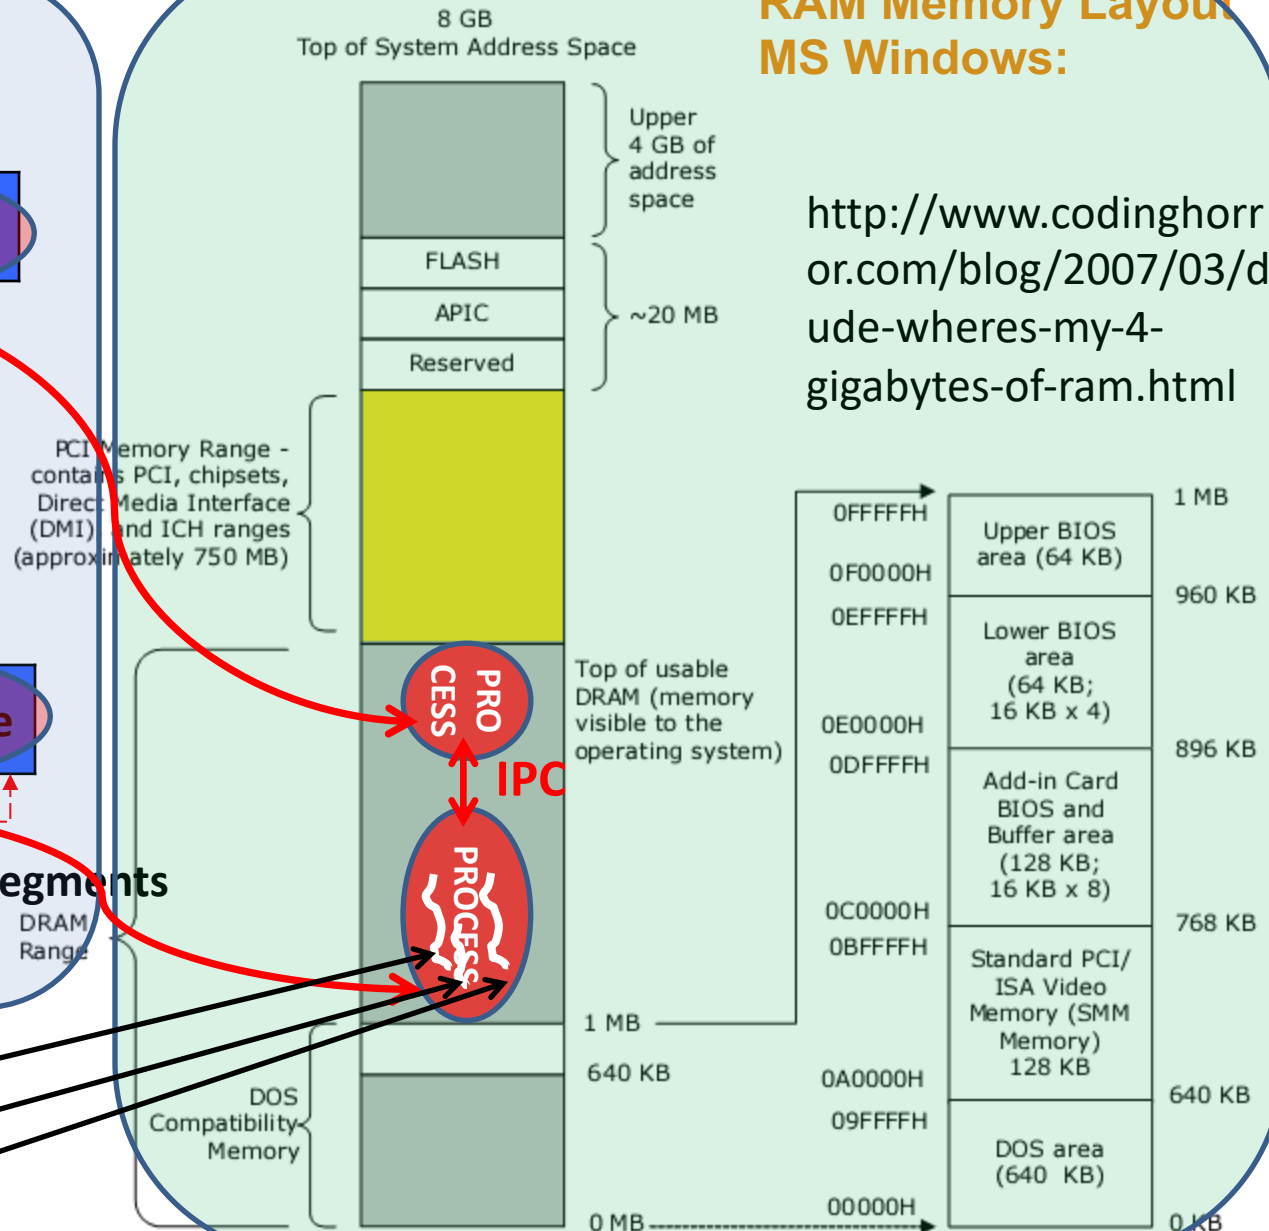 RAM Memory Layout
MS Windows:
http://www.codinghorr
or.com/blog/2007/03/d
ude-wheres-my-4-
gigabytes-of-ram.html
8 GB
Top of System Address Space
Upper
4 GB of
address
space
FLASH
APIC
Reserved
~20 MB
PCI Memory Range -
contains PCI, chipsets,
Direct Media Interface
(DMI), and ICH ranges
(approximately 750 MB)
PRO
CESS
IPC
PROCESS
Top of usable
DRAM (memory
visible to the
operating system)
e
egments
DRAM
Range
1 MB
640 KB
DOS
Compatibility
Memory
0 MB
0FFFFFH
0F0000H
0EFFFFH
0E0000H
0DFFFFH
0C0000H
0BFFFFH
0A0000H
09FFFFH
00000H
Upper BIOS
area (64 KB)
Lower BIOS
area
(64 KB;
16 KB x 4)
Add-in Card
BIOS and
Buffer area
(128 KB;
16 KB x 8)
Standard PCI/
ISA Video
Memory (SMM
Memory)
128 KB
DOS area
(640 KB)
1 MB
960 KB
896 KB
768 KB
640 KB
0 KB